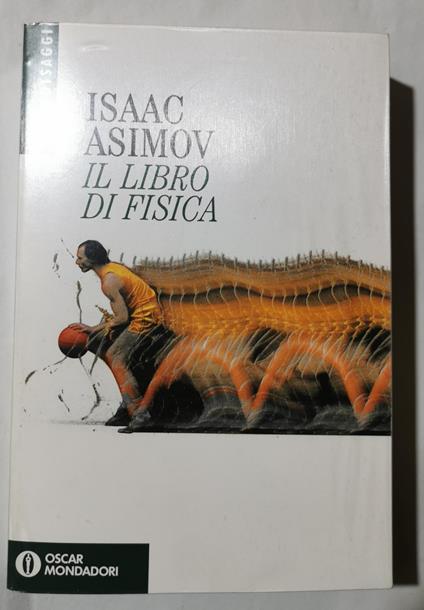 SAGGI
ISAAC
ASIMOV
IL LIBRO
DI FISICA
OSCAR
MONDADORI